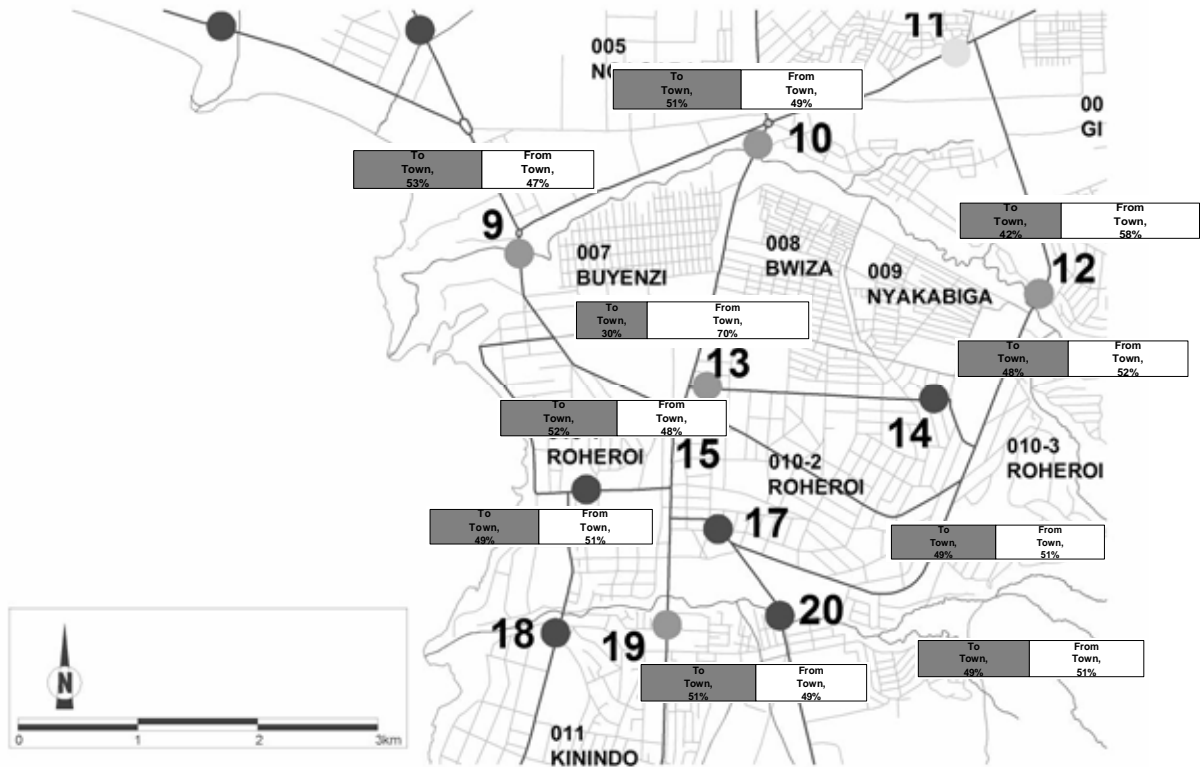 11
005
To
Town,
51%
From
Town,
49%
00
GI
10
To
Town,
53%
From
Town,
47%
To
Town,
42%
From
Town,
58%
9
007
BUYENZI
008
BWIZA
009
NYAKABIGA
12
To
Town,
30%
From
Town,
70%
13
To
Town,
48%
From
Town,
52%
To
Town,
52%
From
Town,
48%
14
ROHEROI
15
010-2
ROHEROI
010-3
ROHEROI
17
To
Town,
49%
From
Town,
51%
To
Town,
49%
From
Town,
51%
18
19
20
To
Town,
49%
From
Town,
51%
To
Town,
51%
From
Town,
49%
N
0 1 2 3km
011
KININDO